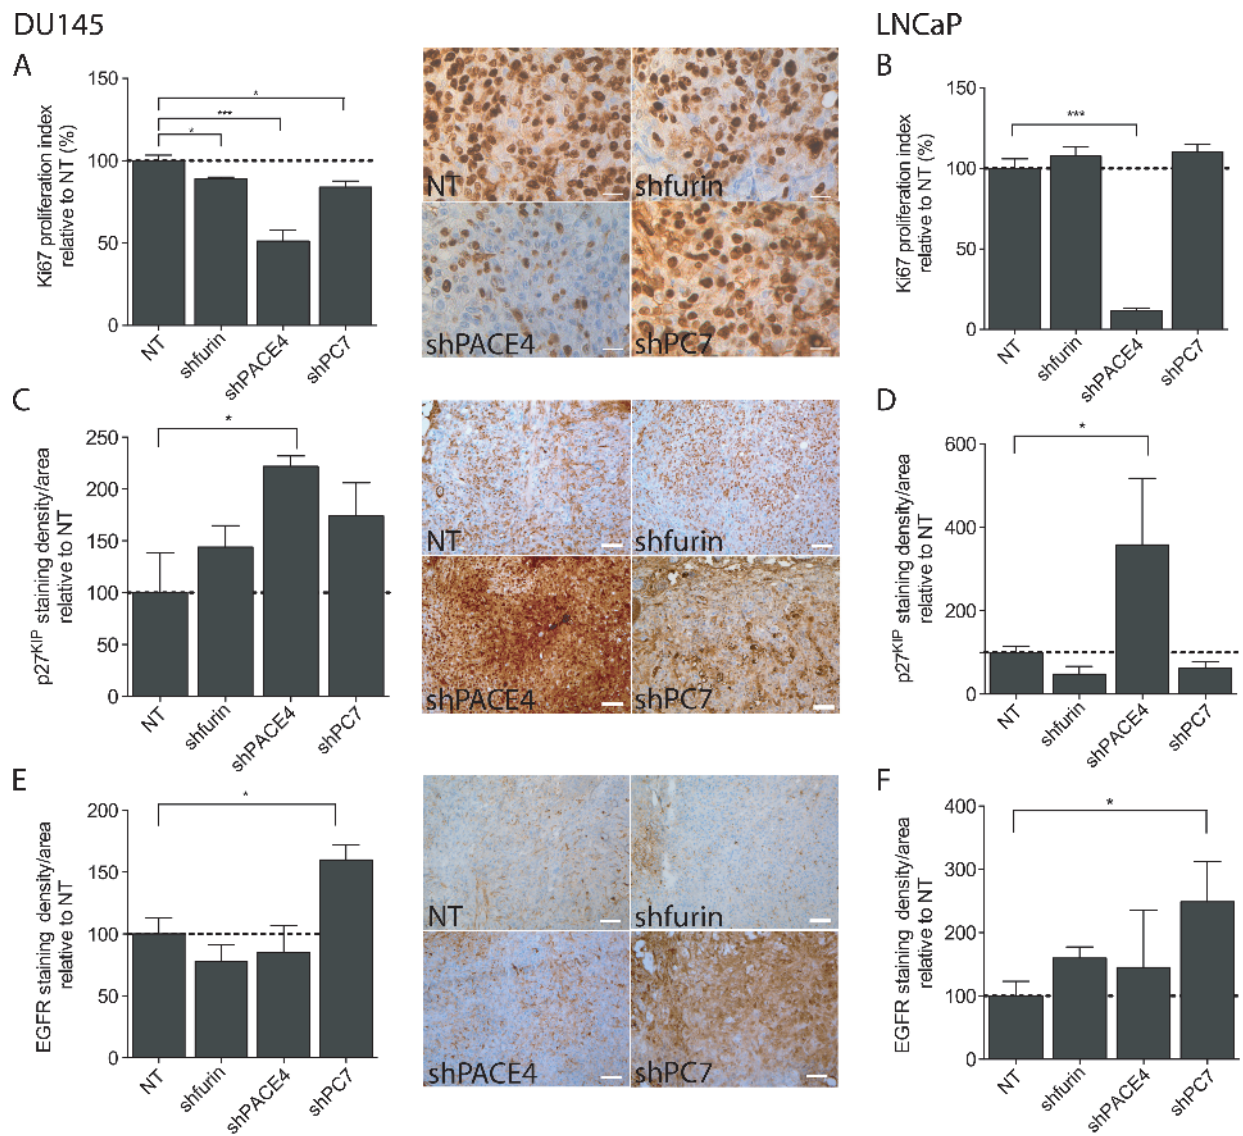 DU145
LNCaP
A
Ki67 proliferation index
relative to NT (%)
150
100
50
0
*
***
*
NT
shfurin
shPACE4
shPC7
NT
shfurin
shPACE4
shPC7
B
Ki67 proliferation index
relative to NT (%)
150
100
50
0
***
NT
shfurin
shPACE4
shPC7
C
p27KIP staining density/area
relative to NT
250
200
150
100
50
0
*
NT
shfurin
shPACE4
shPC7
NT
shfurin
shPACE4
shPC7
D
p27KIP staining density/area
relative to NT
600
400
200
0
*
NT
shfurin
shPACE4
shPC7
E
EGFR staining density/area
relative to NT
200
150
100
50
0
*
NT
shfurin
shPACE4
shPC7
NT
shfurin
shPACE4
shPC7
F
EGFR staining density/area
relative to NT
400
300
200
100
0
*
NT
shfurin
shPACE4
shPC7